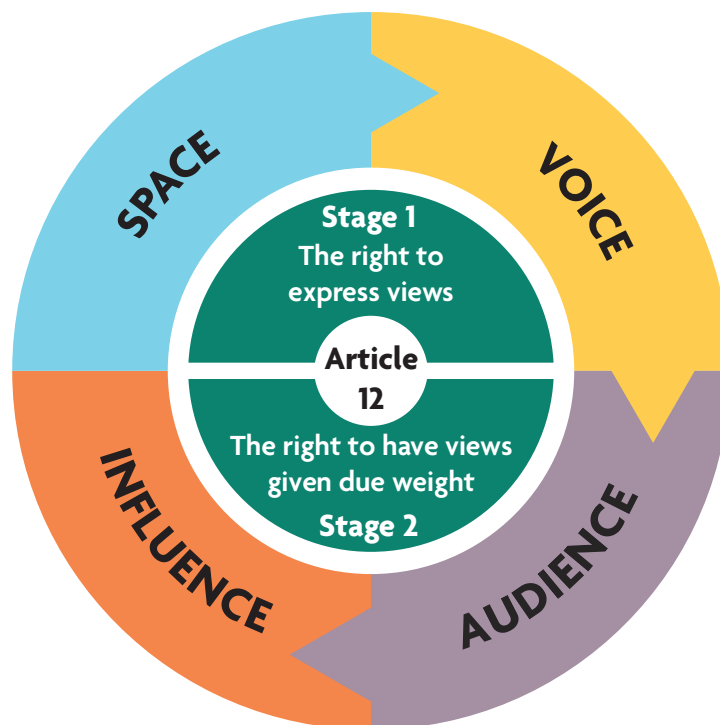 SPACE
VOICE
Stage 1
The right to
express views
Article
12
The right to have views
given due weight
Stage 2
INFLUENCE
AUDIENCE